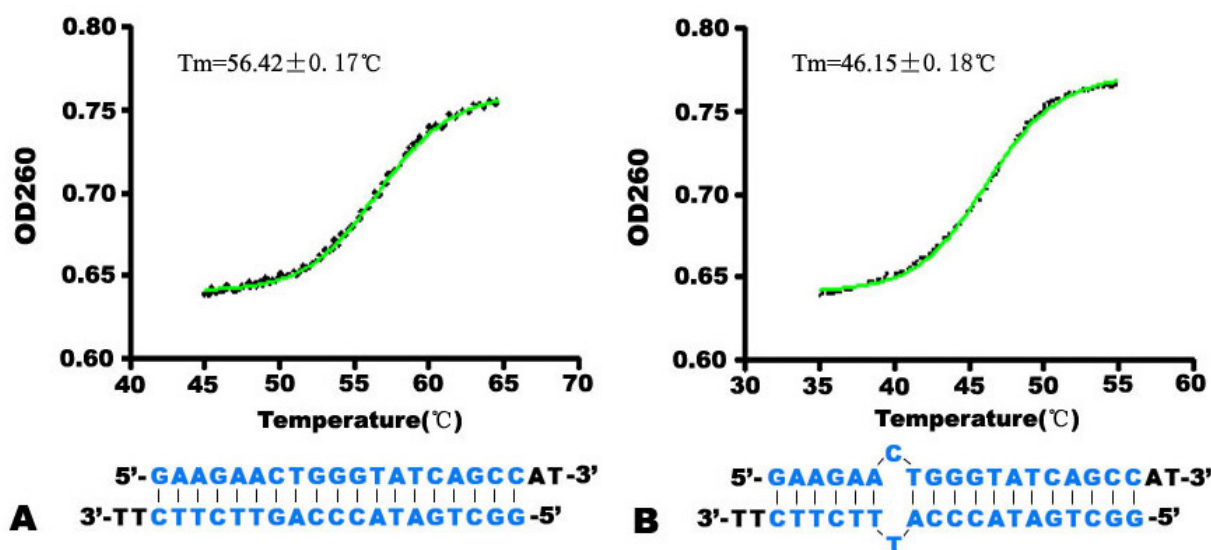 Tm=56.42±0.17℃
OD260
0.80
0.75
0.70
0.65
0.60
40 45 50 55 60 65 70
Temperature(℃)
5'-GAAGAACTGGGTATCAGCCAT-3'
3'-TTCTTCTTGACCCATAGTCGG-5'
A
Tm=46.15±0.18℃
OD260
0.80
0.75
0.70
0.65
0.60
30 35 40 45 50 55 60
Temperature(℃)
C
5'-GAAGAA TGGGTATCAGCCAT-3'
3'-TTCTTCTT ACCCATAGTCGG-5'
T
B